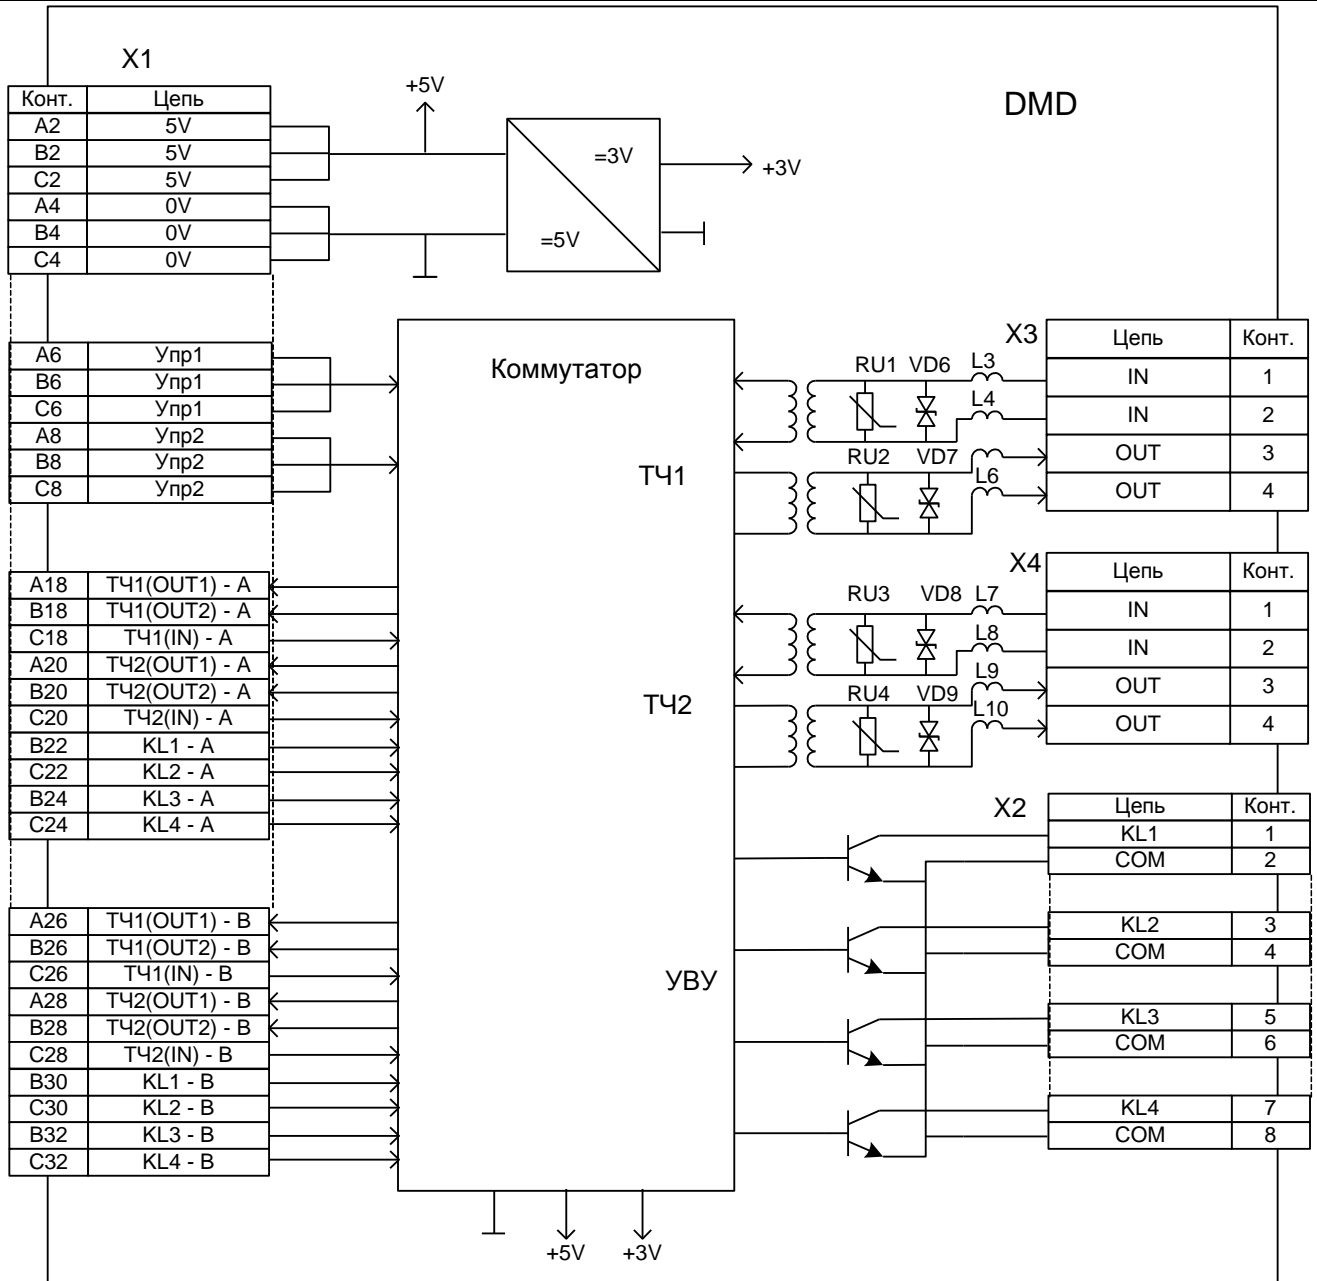 X1
DMD
Конт. Цепь
A2 5V
B2 5V
C2 5V
A4 0V
B4 0V
C4 0V
+5V
=3V
=5V
+3V
A6 Упр1
B6 Упр1
C6 Упр1
A8 Упр2
B8 Упр2
C8 Упр2
A18 ТЧ1(OUT1) - A
B18 ТЧ1(OUT2) - A
C18 ТЧ1(IN) - A
A20 ТЧ2(OUT1) - A
B20 ТЧ2(OUT2) - A
C20 ТЧ2(IN) - A
B22 KL1 - A
C22 KL2 - A
B24 KL3 - A
C24 KL4 - A
A26 ТЧ1(OUT1) - B
B26 ТЧ1(OUT2) - B
C26 ТЧ1(IN) - B
A28 ТЧ2(OUT1) - B
B28 ТЧ2(OUT2) - B
C28 ТЧ2(IN) - B
B30 KL1 - B
C30 KL2 - B
B32 KL3 - B
C32 KL4 - B
Коммутатор
ТЧ1
ТЧ2
УВУ
+5V
+3V
RU1 VD6 L3
L4
RU2 VD7
L6
X3
Цепь Конт.
IN 1
IN 2
OUT 3
OUT 4
RU3 VD8 L7
L8
RU4 VD9 L9
L10
X4
Цепь Конт.
IN 1
IN 2
OUT 3
OUT 4
X2
Цепь Конт.
KL1 1
COM 2
KL2 3
COM 4
KL3 5
COM 6
KL4 7
COM 8